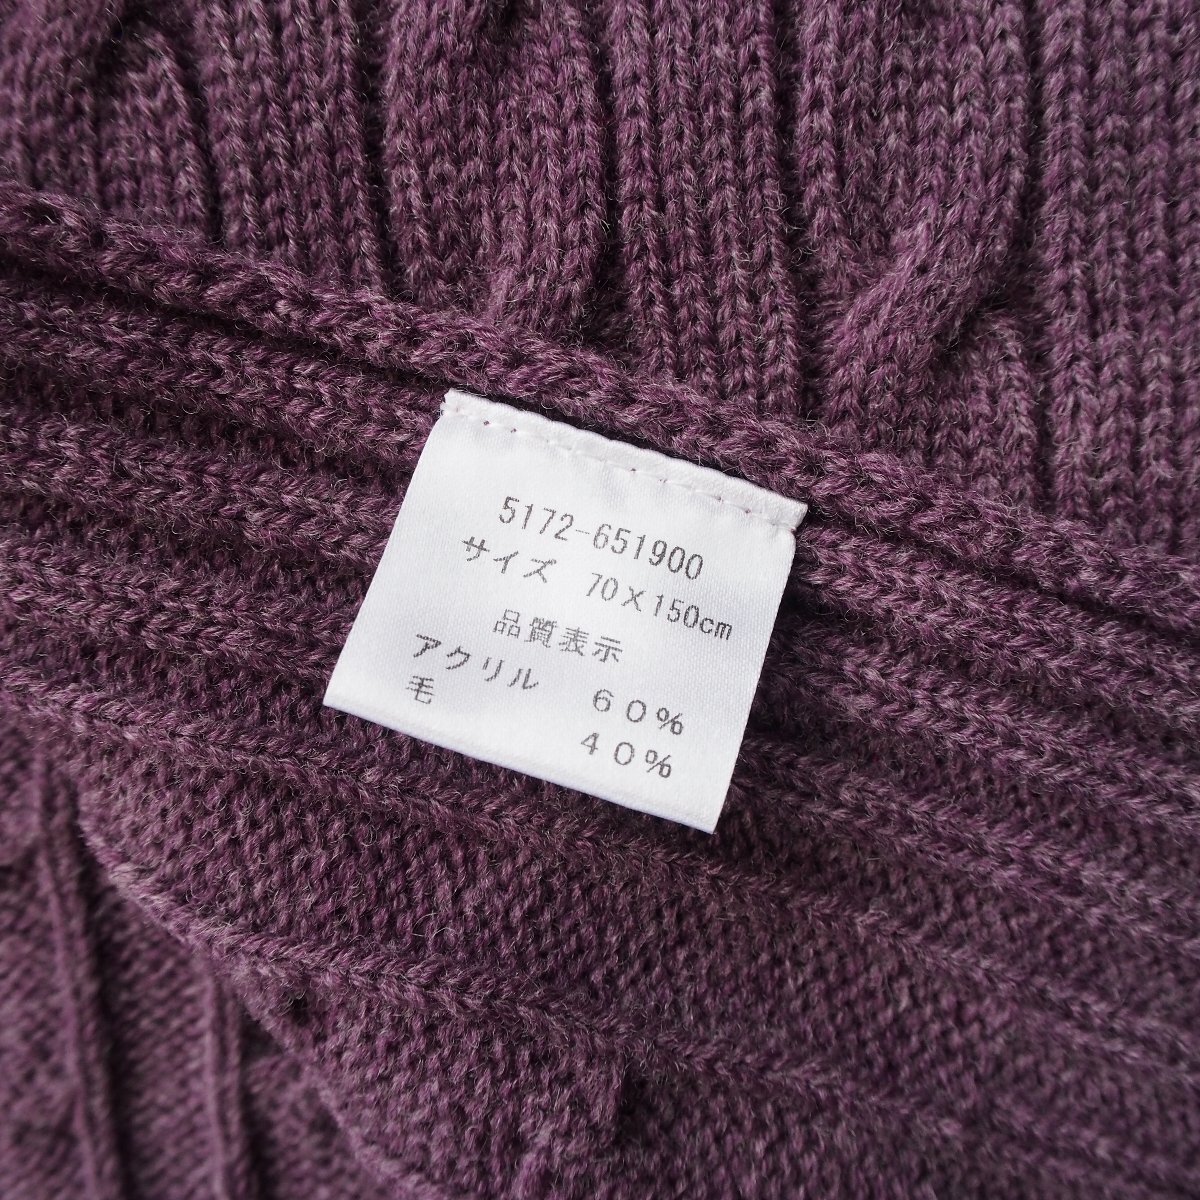 5172-651900
サイズ 70×150cm
品質表示
アクリル 60%
毛 40%